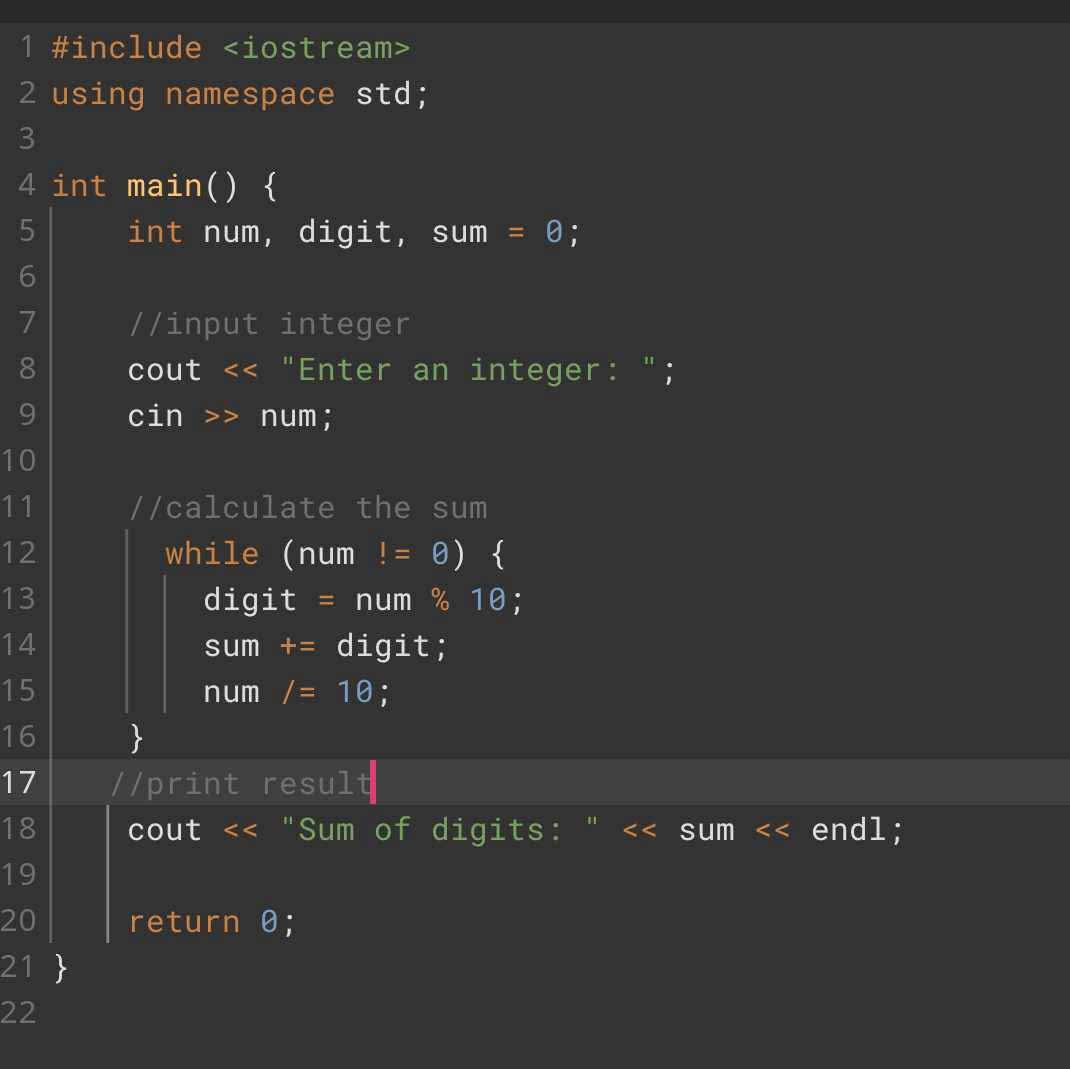 1 #include <iostream>
2 using namespace std;
3
4 int main() {
5     int num, digit, sum = 0;
6
7     //input integer
8     cout << "Enter an integer: ";
9     cin >> num;
10
11     //calculate the sum
12       while (num != 0) {
13         digit = num % 10;
14         sum += digit;
15         num /= 10;
16     }
17    //print result
18     cout << "Sum of digits: " << sum << endl;
19
20     return 0;
21 }
22